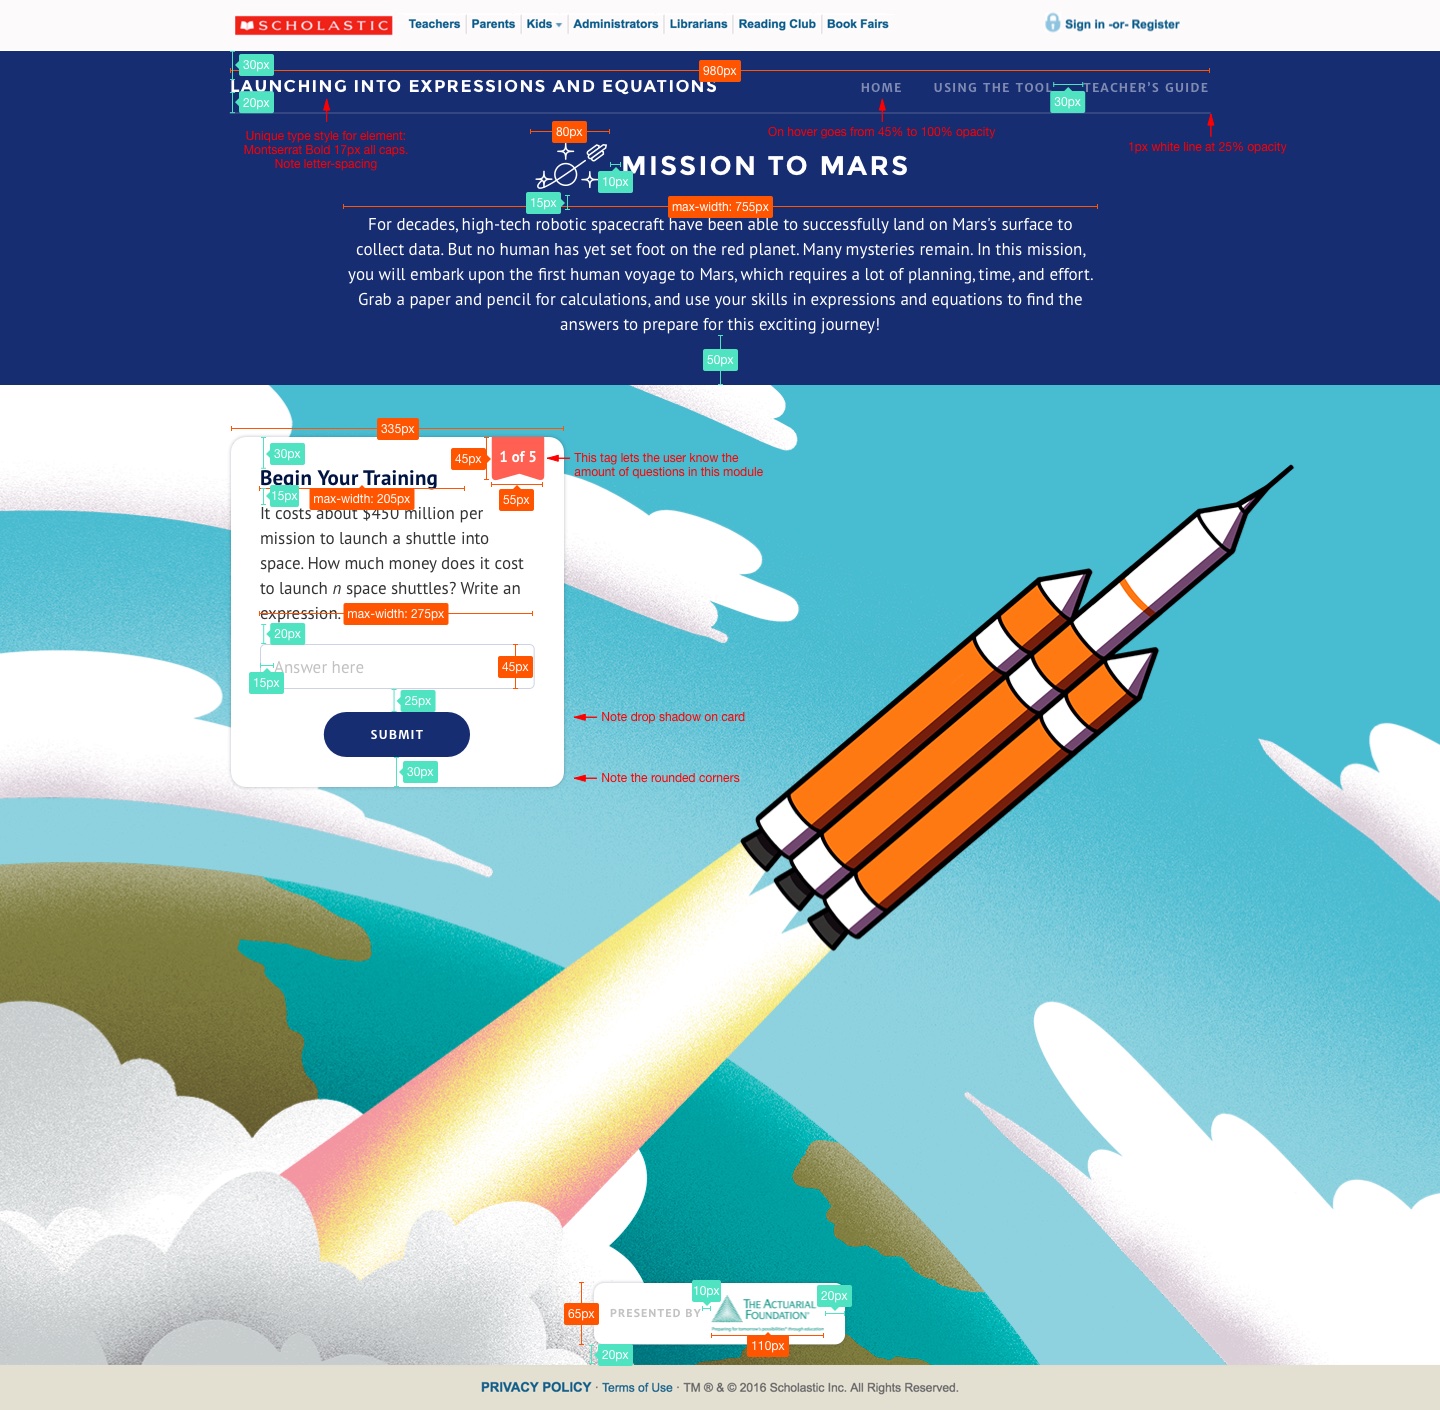 SCHOLASTIC
Teachers Parents Kids Administrators Librarians Reading Club Book Fairs
Sign in -or- Register
30px
980px
LAUNCHING INTO EXPRESSIONS AND EQUATIONS
HOME USING THE TOOL TEACHER'S GUIDE
20px
30px
Unique type style for element:
Montserrat Bold 17px all caps.
Note letter-spacing
80px
On hover goes from 45% to 100% opacity
1px white line at 25% opacity
MISSION TO MARS
10px
15px
max-width: 755px
For decades, high-tech robotic spacecraft have been able to successfully land on Mars's surface to
collect data. But no human has yet set foot on the red planet. Many mysteries remain. In this mission,
you will embark upon the first human voyage to Mars, which requires a lot of planning, time, and effort.
Grab a paper and pencil for calculations, and use your skills in expressions and equations to find the
answers to prepare for this exciting journey!
50px
335px
30px
45px
1 of 5
This tag lets the user know the
amount of questions in this module
Begin Your Training
15px
max-width: 205px
55px
It costs about $450 million per
mission to launch a shuttle into
space. How much money does it cost
to launch n space shuttles? Write an
expression.
max-width: 275px
20px
Answer here
45px
15px
25px
Note drop shadow on card
SUBMIT
30px
Note the rounded corners
10px
20px
65px
PRESENTED BY
THE ACTUARIAL
FOUNDATION
Preparing for tomorrow's possibilities® through education
110px
20px
PRIVACY POLICY · Terms of Use · TM ® & © 2016 Scholastic Inc. All Rights Reserved.